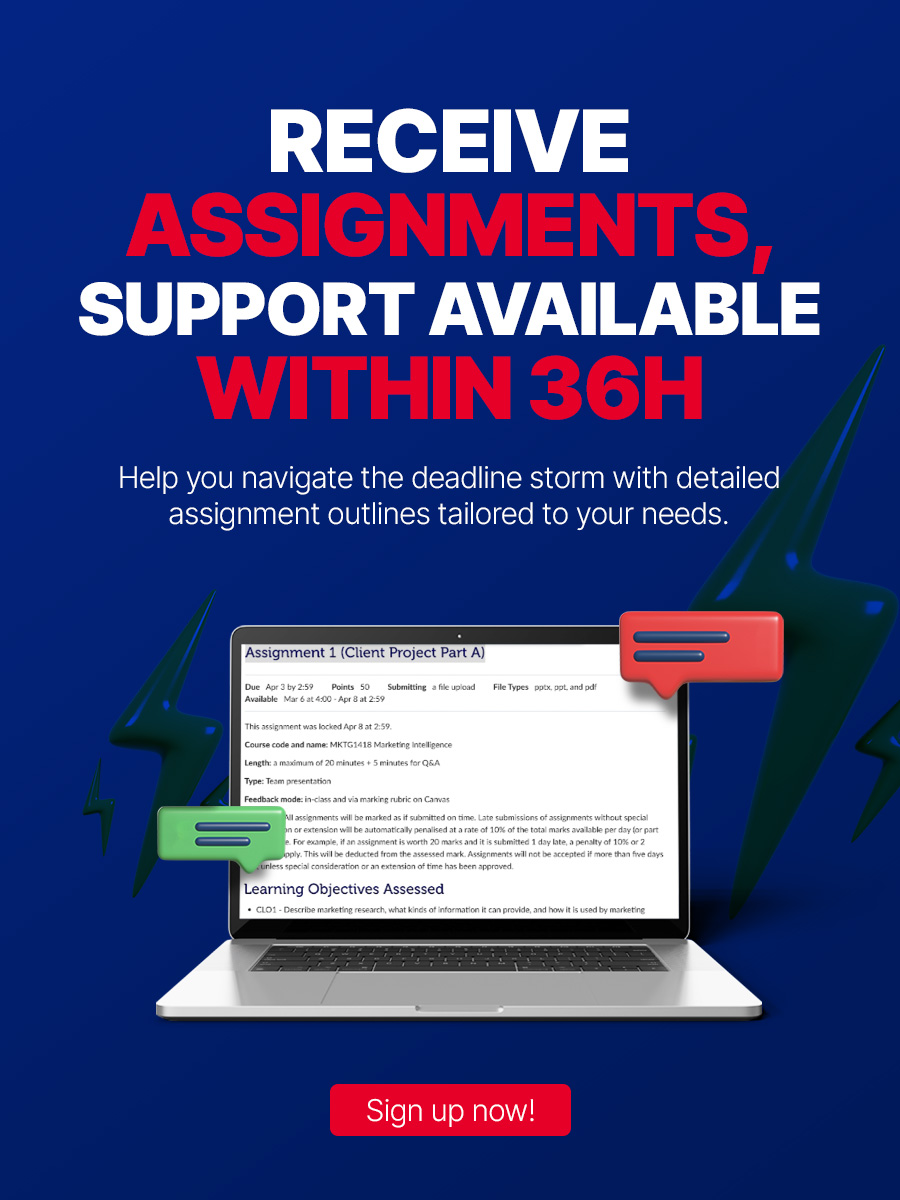 RECEIVE
ASSIGNMENTS,
SUPPORT AVAILABLE
WITHIN 36H
Help you navigate the deadline storm with detailed
assignment outlines tailored to your needs.
Assignment 1 (Client Project Part A)
Due Apr 3 by 2:59 Points 50 Submitting a file upload File Types pptx, ppt, and pdf
Available Mar 6 at 4:00 - Apr 8 at 2:59
This assignment was locked Apr 8 at 2:59.
Course code and name: MKTG1418 Marketing Intelligence
Length: a maximum of 20 minutes + 5 minutes for Q&A
Type: Team presentation
Feedback mode: in-class and via marking rubric on Canvas
All assignments will be marked as if submitted on time. Late submissions of assignments without special
or extension will be automatically penalised at a rate of 10% of the total marks available per day (or part
For example, if an assignment is worth 20 marks and it is submitted 1 day late, a penalty of 10% or 2
apply. This will be deducted from the assessed mark. Assignments will not be accepted if more than five days
unless special consideration or an extension of time has been approved.
Learning Objectives Assessed
• CLO1 - Describe marketing research, what kinds of information it can provide, and how it is used by marketing
Sign up now!